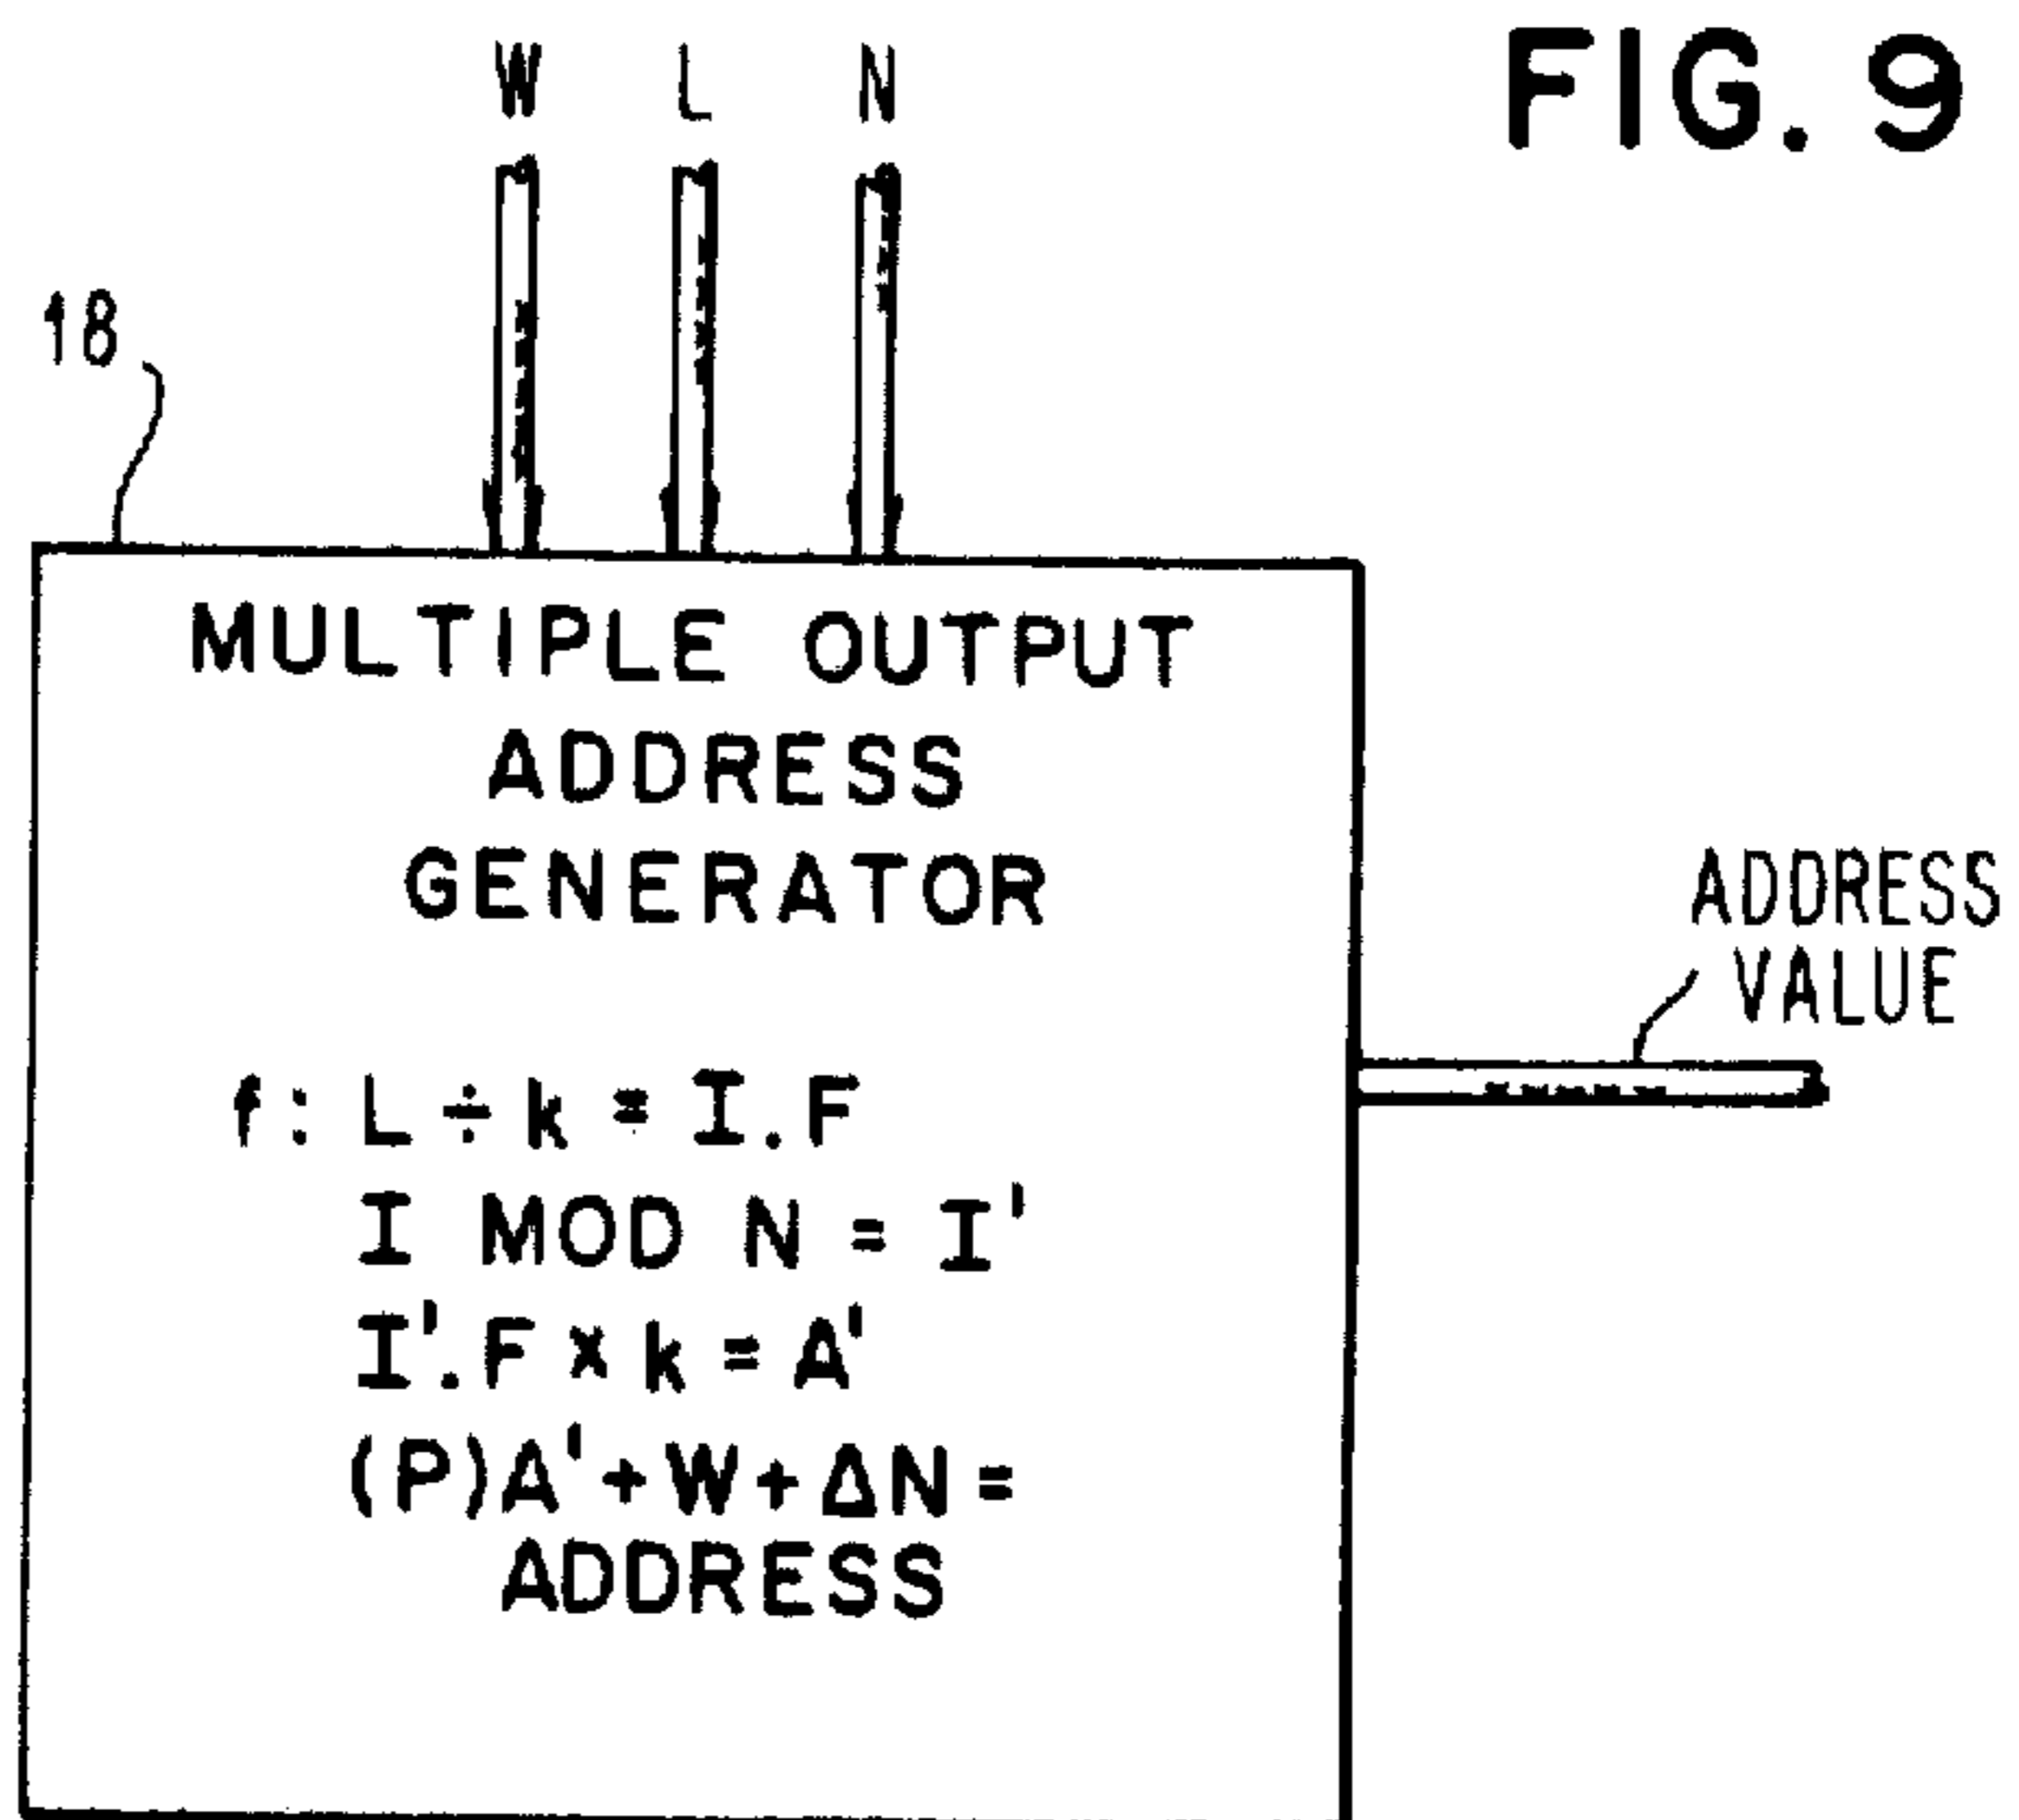 FIG. 9
W L N
18
MULTIPLE OUTPUT
ADDRESS
GENERATOR
ADDRESS
VALUE
f: L ÷ k = I.F
I MOD N = I'
I'.F × k = A'
(P)A' + W + ΔN =
ADDRESS